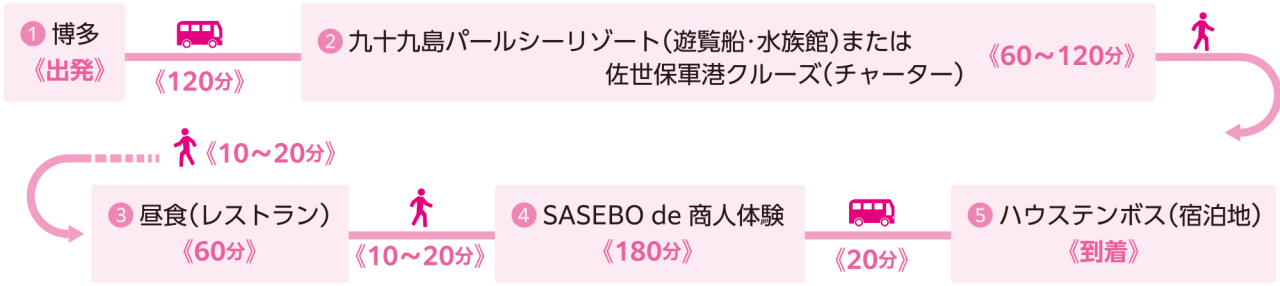 ① 博多
《出発》
《120分》
② 九十九島パールシーリゾート(遊覧船・水族館)または
佐世保軍港クルーズ(チャーター)
《60〜120分》
《10〜20分》
③ 昼食(レストラン)
《60分》
《10〜20分》
④ SASEBO de 商人体験
《180分》
《20分》
⑤ ハウステンボス(宿泊地)
《到着》